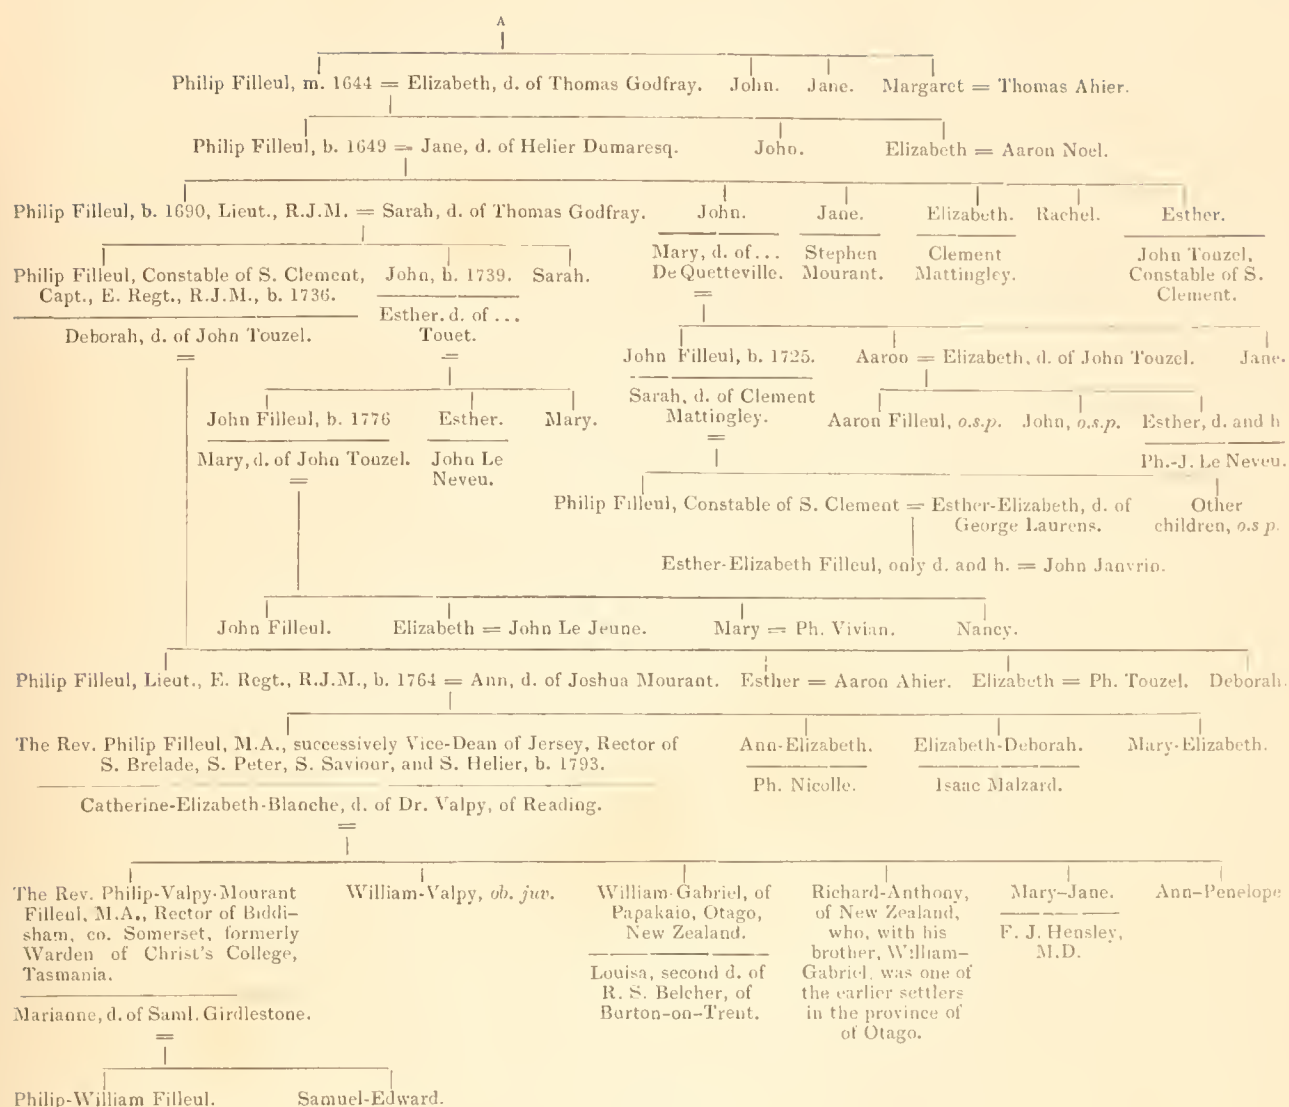 A
Philip Filleul, m. 1644 = Elizabeth, d. of Thomas Godfray. John. Jane. Margaret = Thomas Ahier.
Philip Filleul, b. 1649 = Jane, d. of Helier Dumaresq. John. Elizabeth = Aaron Noel.
Philip Filleul, b. 1690, Lieut., R.J.M. = Sarah, d. of Thomas Godfray. John. Jane. Elizabeth. Rachel. Esther.
Mary, d. of... Stephen Clement John Touzel,
De Quetteville. Mourant. Mattingley. Constable of S.
= Clement.
Philip Filleul, Constable of S. Clement, John, b. 1739. Sarah.
Capt., E. Regt., R.J.M., b. 1736. Esther. d. of ...
Deborah, d. of John Touzel. Touet.
= =
John Filleul, b. 1725. Aaron = Elizabeth, d. of John Touzel. Jane.
Sarah, d. of Clement Aaron Filleul, o.s.p. John, o.s.p. Esther, d. and h
Mattingley. Ph.-J. Le Neveu.
=
John Filleul, b. 1776 Esther. Mary.
Mary, d. of John Touzel. John Le
= Neveu.
Philip Filleul, Constable of S. Clement = Esther-Elizabeth, d. of Other
George Laurens. children, o.s p.
Esther-Elizabeth Filleul, only d. and h. = John Janvrin.
John Filleul. Elizabeth = John Le Jeune. Mary = Ph. Vivian. Nancy.
Philip Filleul, Lieut., E. Regt., R.J.M., b. 1764 = Ann, d. of Joshua Mourant. Esther = Aaron Ahier. Elizabeth = Ph. Touzel. Deborah.
The Rev. Philip Filleul, M.A., successively Vice-Dean of Jersey, Rector of Ann-Elizabeth. Elizabeth-Deborah. Mary-Elizabeth.
S. Brelade, S. Peter, S. Saviour, and S. Helier, b. 1793. Ph. Nicolle. Isaac Malzard.
Catherine-Elizabeth-Blanche, d. of Dr. Valpy, of Reading.
=
The Rev. Philip-Valpy-Mourant
Filleul, M.A., Rector of Biddi-
sham, co. Somerset, formerly
Warden of Christ's College,
Tasmania.
Marianne, d. of Saml. Girdlestone.
=
William-Valpy, ob. juv.
William-Gabriel, of
Papakaio, Otago,
New Zealand.
Louisa, second d. of
R. S. Belcher, of
Burton-on-Trent.
Richard-Anthony,
of New Zealand,
who, with his
brother, William-
Gabriel, was one of
the earlier settlers
in the province of
of Otago.
Mary-Jane.
F. J. Hensley,
M.D.
Ann-Penelope
Philip-William Filleul. Samuel-Edward.